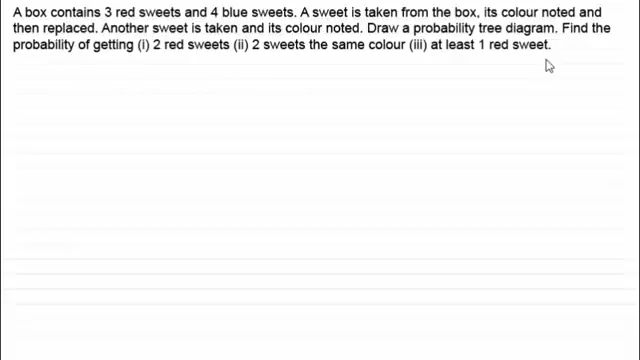 A box contains 3 red sweets and 4 blue sweets. A sweet is taken from the box, its colour noted and
then replaced. Another sweet is taken and its colour noted. Draw a probability tree diagram. Find the
probability of getting (i) 2 red sweets (ii) 2 sweets the same colour (iii) at least 1 red sweet.